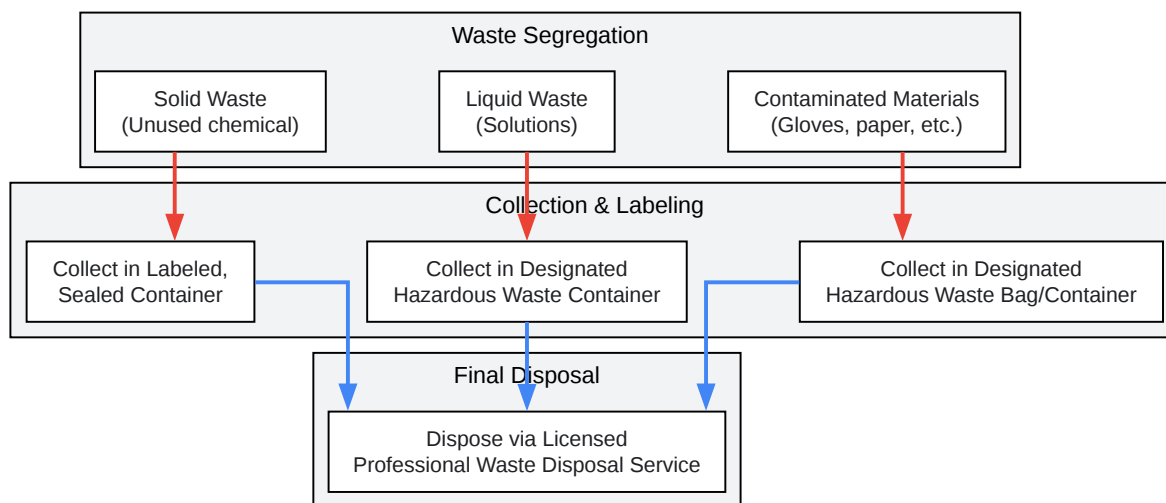 Waste Segregation
Solid Waste
(Unused chemical)
Liquid Waste
(Solutions)
Contaminated Materials
(Gloves, paper, etc.)
Collection & Labeling
Collect in Labeled,
Sealed Container
Collect in Designated
Hazardous Waste Container
Collect in Designated
Hazardous Waste Bag/Container
Final Disposal
Dispose via Licensed
Professional Waste Disposal Service